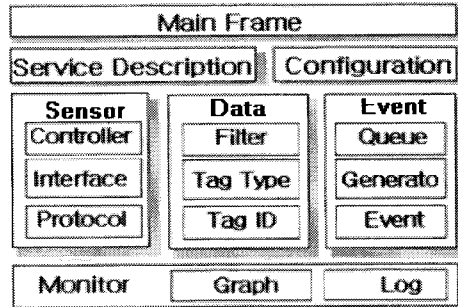 Main Frame
Service Description Configuration
Sensor Data Event
Controller Filter Queue
Interface Tag Type Generato
Protocol Tag ID Event
Monitor Graph Log